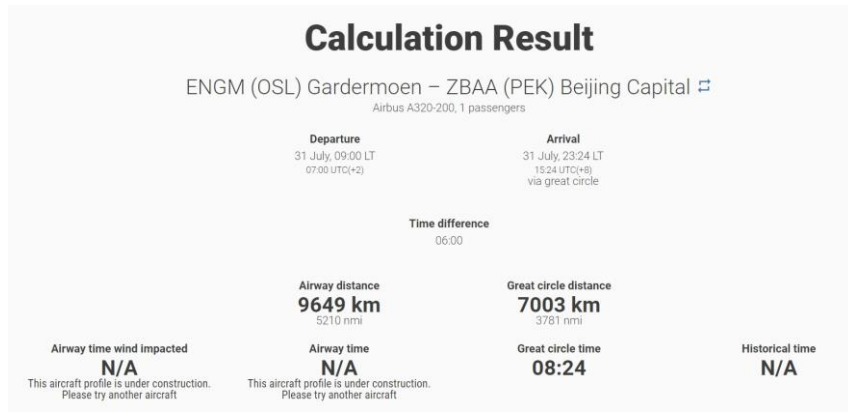 Calculation Result
ENGM (OSL) Gardermoen – ZBAA (PEK) Beijing Capital
Airbus A320-200, 1 passengers
Departure
31 July, 09:00 LT
07:00 UTC(+2)
Arrival
31 July, 23:24 LT
15:24 UTC(+8)
via great circle
Time difference
06:00
Airway distance
9649 km
5210 nmi
Great circle distance
7003 km
3781 nmi
Airway time wind impacted
N/A
This aircraft profile is under construction.
Please try another aircraft
Airway time
N/A
This aircraft profile is under construction.
Please try another aircraft
Great circle time
08:24
Historical time
N/A